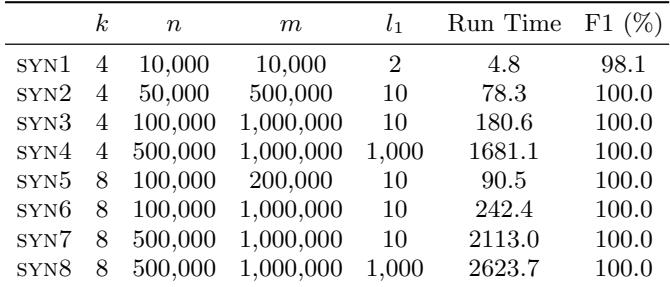 k n m l1 Run Time F1 (%)
SYN1 4 10,000 10,000 2 4.8 98.1
SYN2 4 50,000 500,000 10 78.3 100.0
SYN3 4 100,000 1,000,000 10 180.6 100.0
SYN4 4 500,000 1,000,000 1,000 1681.1 100.0
SYN5 8 100,000 200,000 10 90.5 100.0
SYN6 8 100,000 1,000,000 10 242.4 100.0
SYN7 8 500,000 1,000,000 10 2113.0 100.0
SYN8 8 500,000 1,000,000 1,000 2623.7 100.0